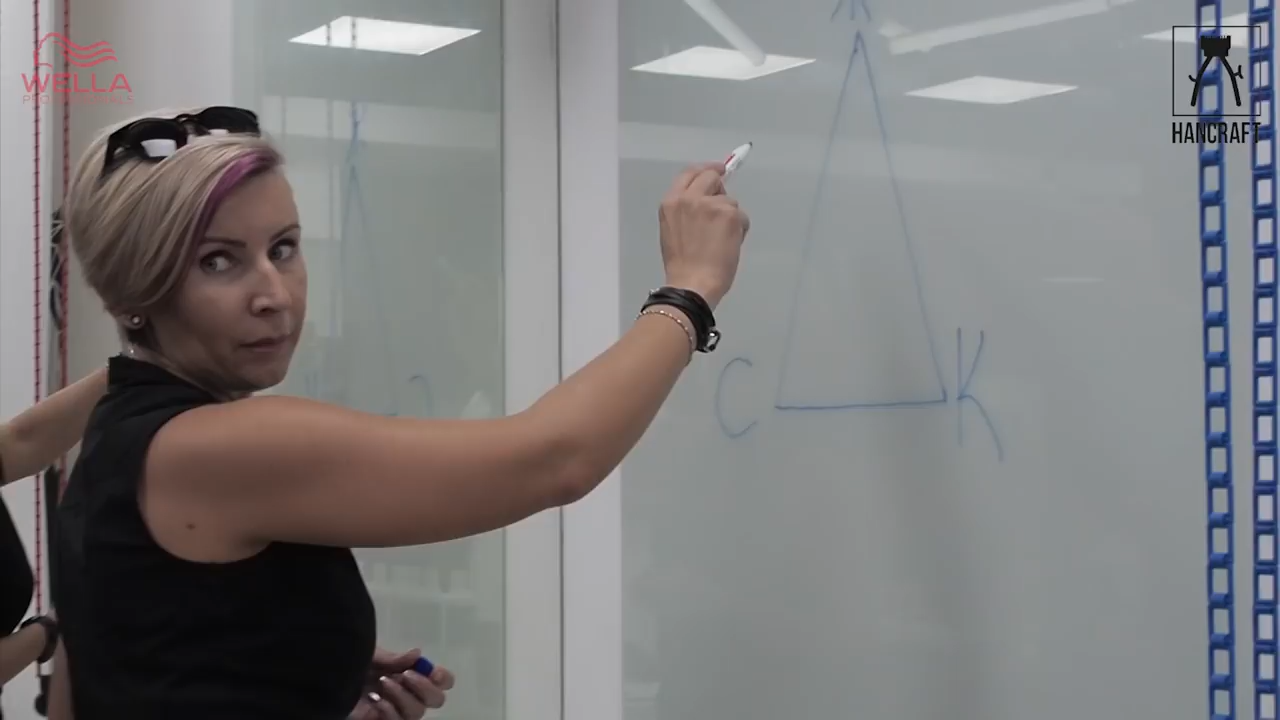 WELLA
PROFESSIONALS
HANCRAFT
Ж
С
К